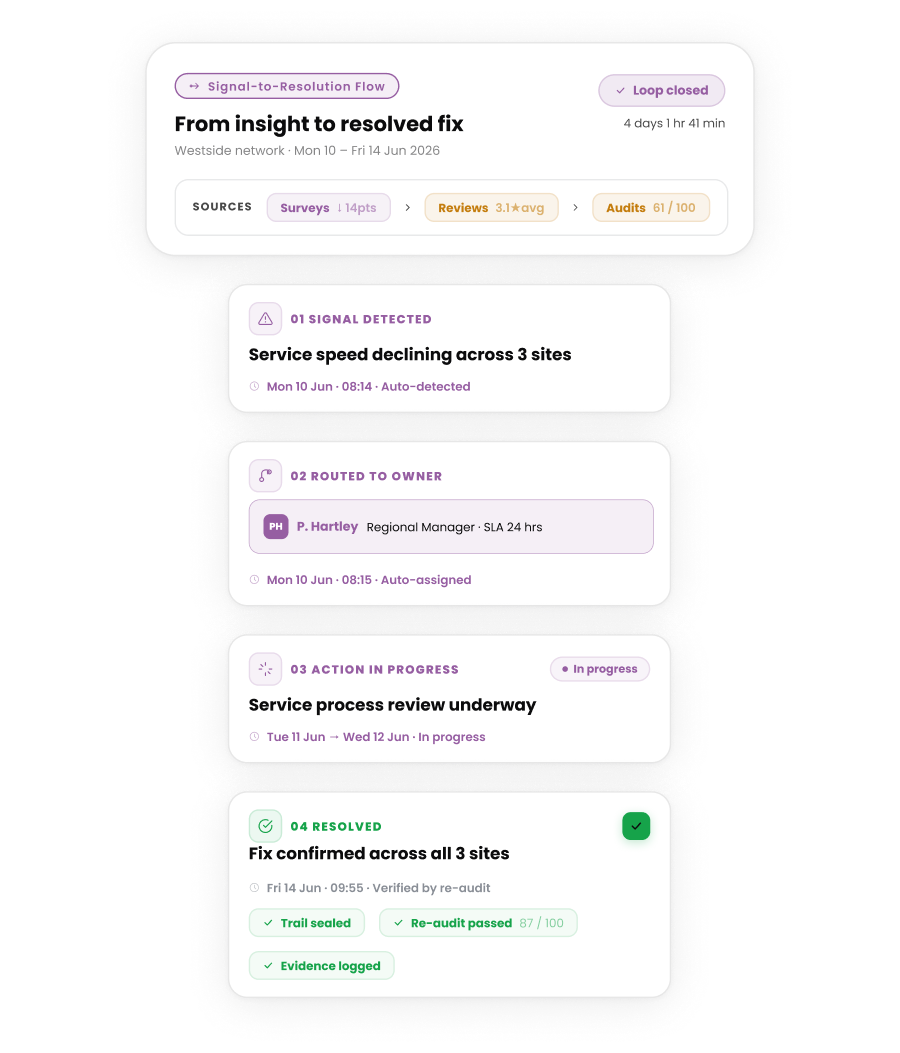 ↔ Signal-to-Resolution Flow
✓ Loop closed
From insight to resolved fix
4 days 1 hr 41 min
Westside network · Mon 10 – Fri 14 Jun 2026
SOURCES Surveys ↓ 14pts › Reviews 3.1★avg › Audits 61 / 100
01 SIGNAL DETECTED
Service speed declining across 3 sites
Mon 10 Jun · 08:14 · Auto-detected
02 ROUTED TO OWNER
PH P. Hartley Regional Manager · SLA 24 hrs
Mon 10 Jun · 08:15 · Auto-assigned
03 ACTION IN PROGRESS • In progress
Service process review underway
Tue 11 Jun → Wed 12 Jun · In progress
04 RESOLVED ✓
Fix confirmed across all 3 sites
Fri 14 Jun · 09:55 · Verified by re-audit
✓ Trail sealed ✓ Re-audit passed 87 / 100
✓ Evidence logged